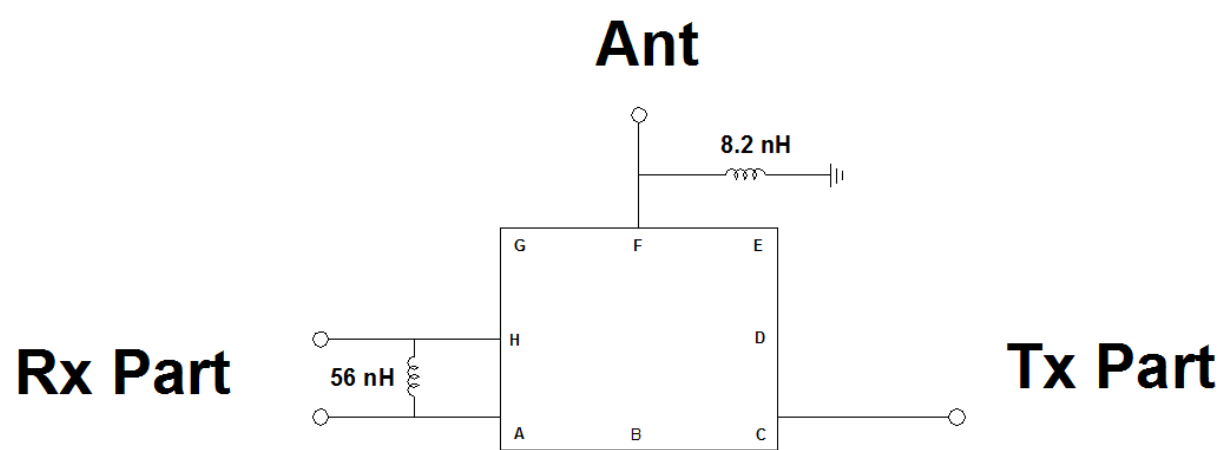 Ant
8.2 nH
G F E
H D
Rx Part 56 nH Tx Part
A B C